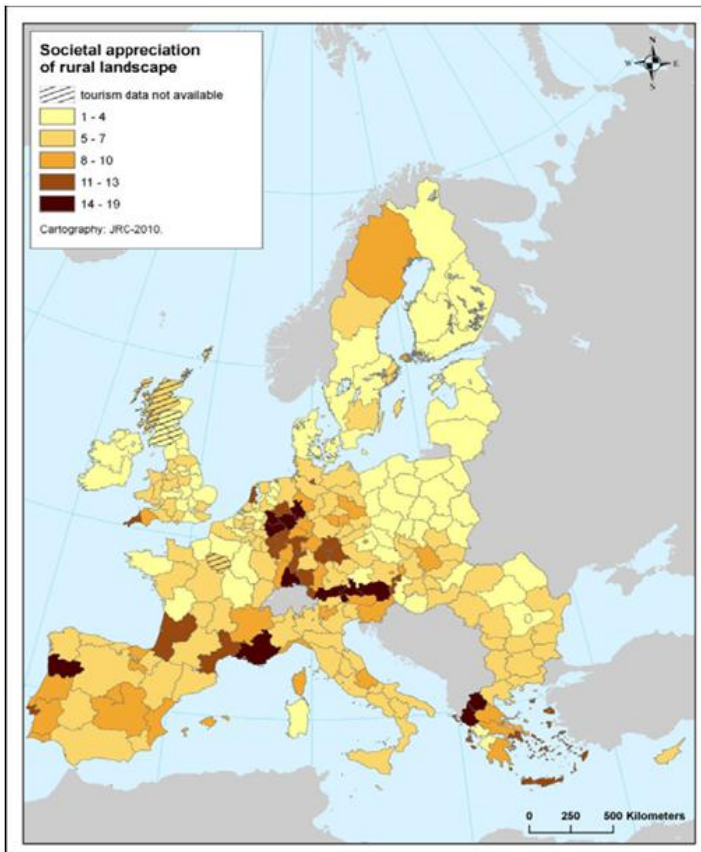 Societal appreciation
of rural landscape
tourism data not available
1 - 4
5 - 7
8 - 10
11 - 13
14 - 19
Cartography: JRC-2010.
N
W E
S
0 250 500 Kilometers